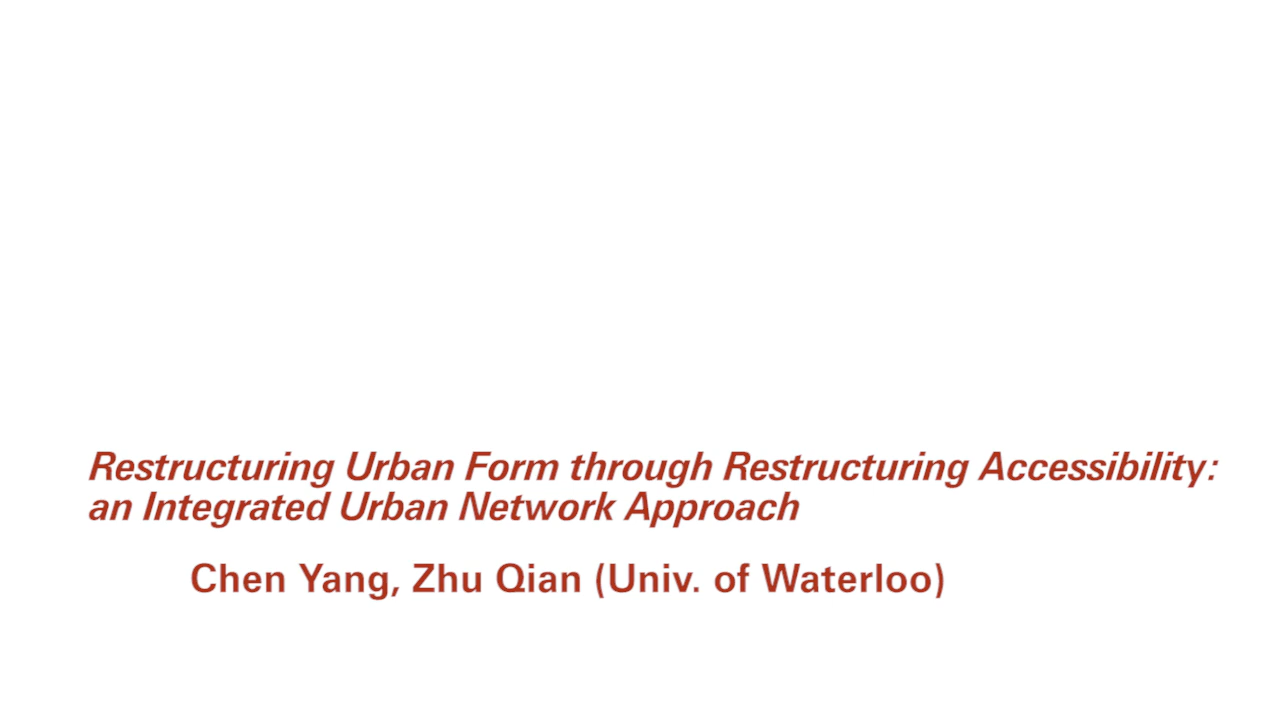 Restructuring Urban Form through Restructuring Accessibility:
an Integrated Urban Network Approach
Chen Yang, Zhu Qian (Univ. of Waterloo)